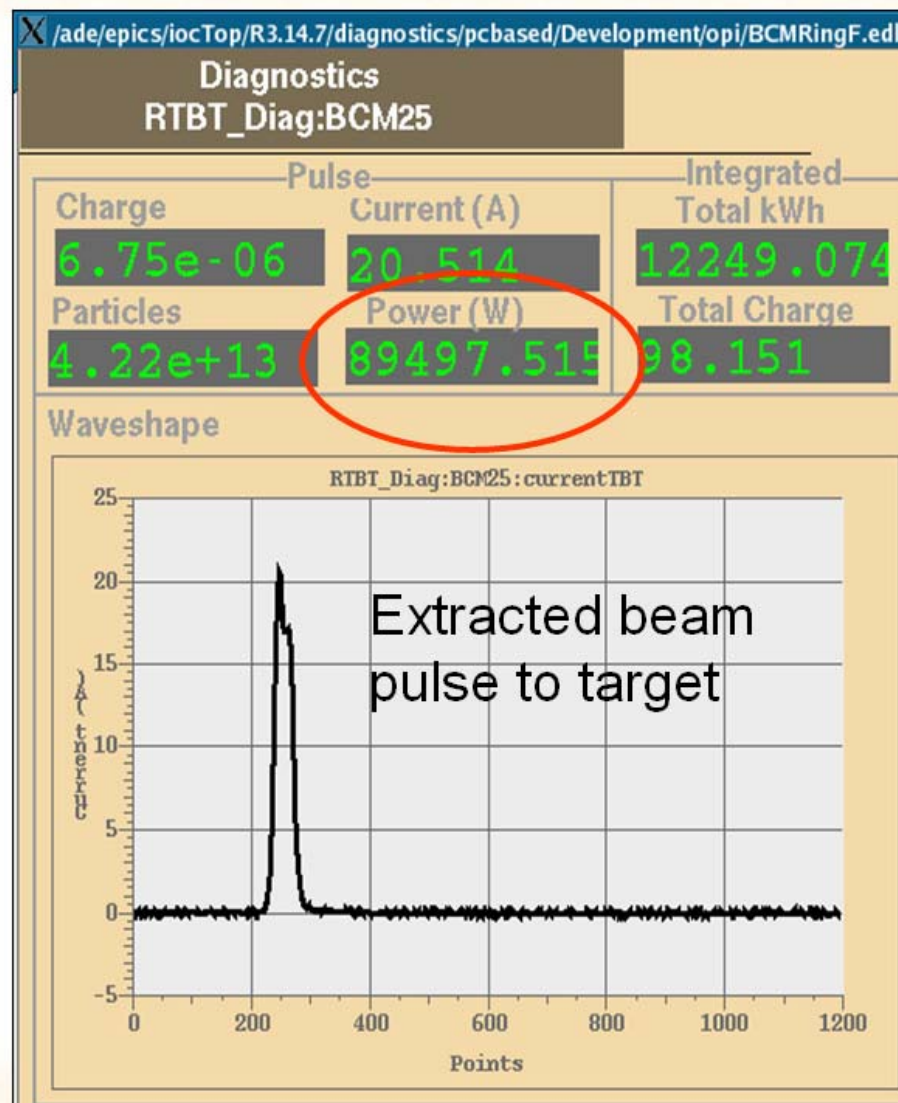 X /ade/epics/iocTop/R3.14.7/diagnostics/pcbased/Development/opi/BCMRingF.edl
Diagnostics
RTBT_Diag:BCM25
Pulse
Integrated
Charge
Current (A)
Total kWh
6.75e-06
20.514
12249.074
Particles
Power (W)
Total Charge
4.22e+13
89497.515
98.151
Waveshape
RTBT_Diag:BCM25:currentTBT
25
20
15
10
5
0
-5
Current (A)
Extracted beam
pulse to target
0 200 400 600 800 1000 1200
Points